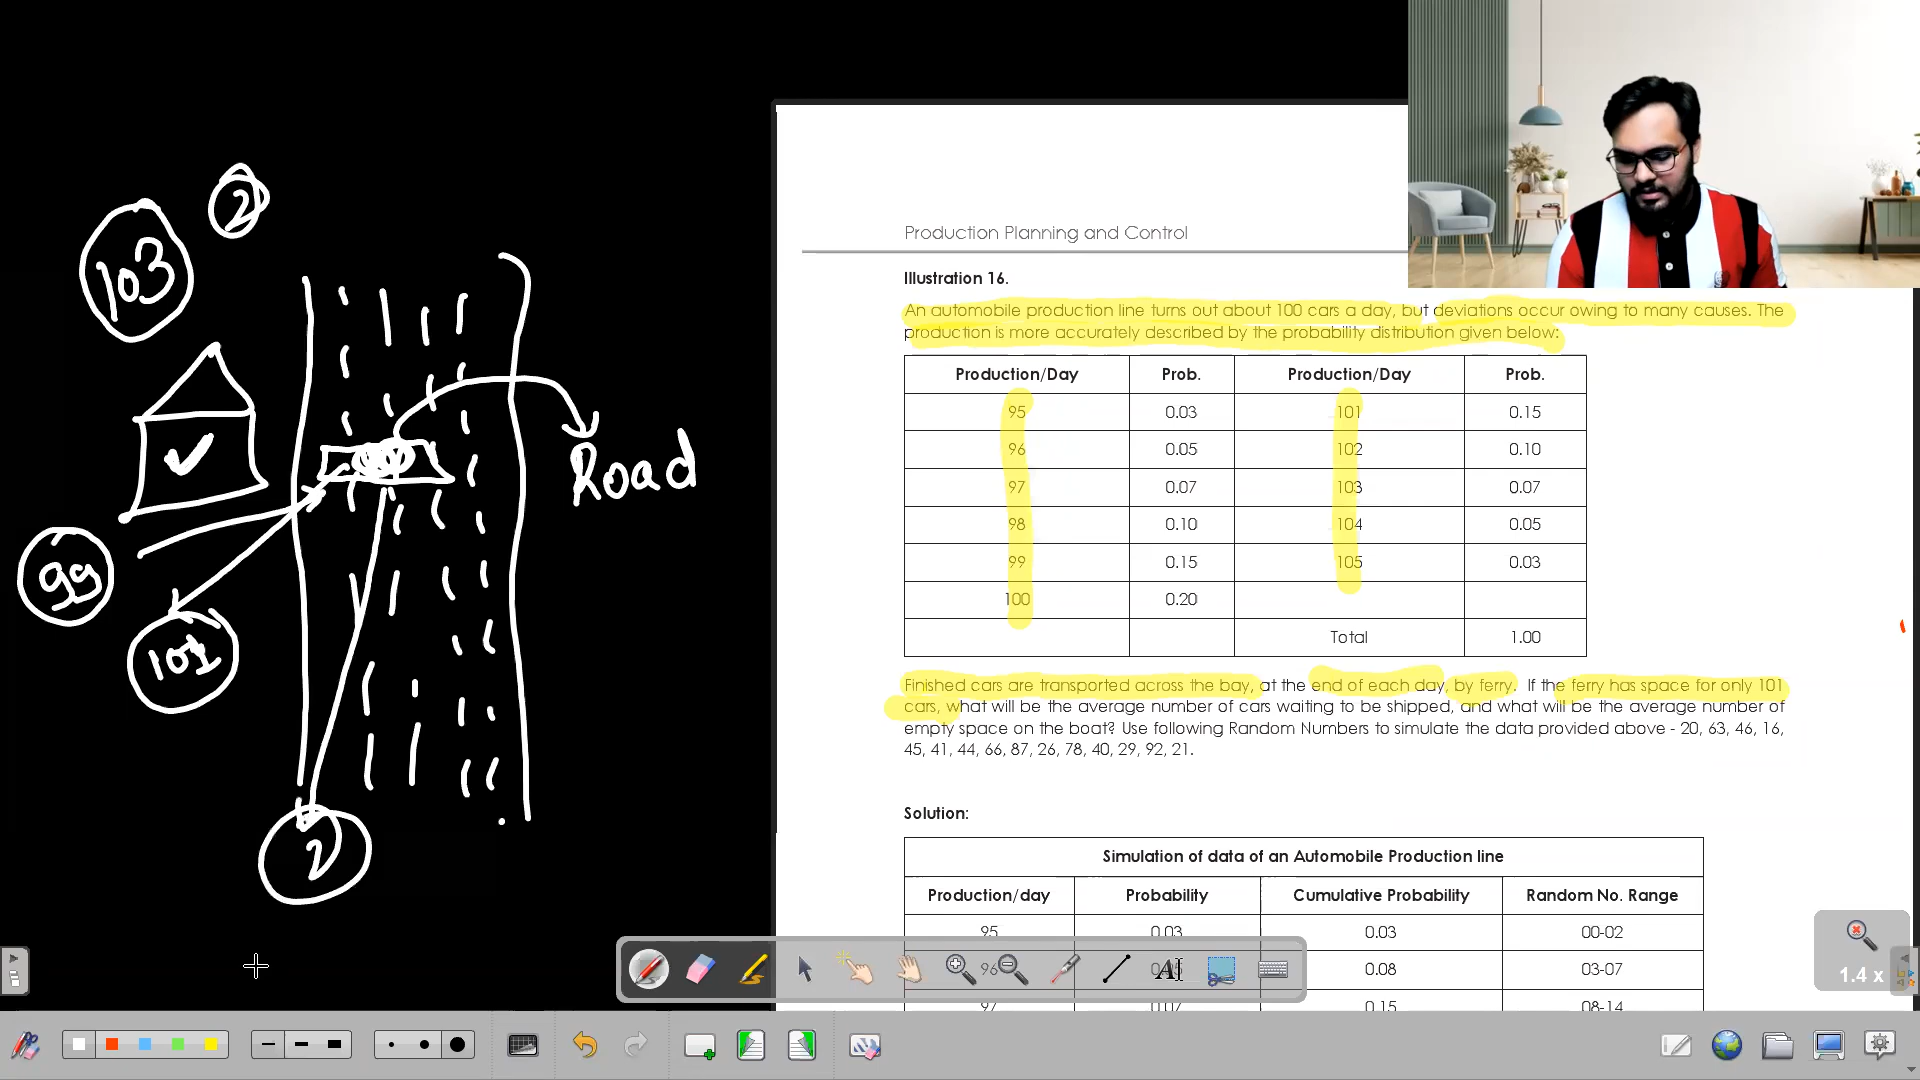 103
2
99
101
2
Road
Production Planning and Control
Illustration 16.
An automobile production line turns out about 100 cars a day, but deviations occur owing to many causes. The
production is more accurately described by the probability distribution given below:
Production/Day Prob. Production/Day Prob.
95 0.03 101 0.15
96 0.05 102 0.10
97 0.07 103 0.07
98 0.10 104 0.05
99 0.15 105 0.03
100 0.20
Total 1.00
Finished cars are transported across the bay, at the end of each day, by ferry. If the ferry has space for only 101
cars, what will be the average number of cars waiting to be shipped, and what will be the average number of
empty space on the boat? Use following Random Numbers to simulate the data provided above - 20, 63, 46, 16,
45, 41, 44, 66, 87, 26, 78, 40, 29, 92, 21.
Solution:
Simulation of data of an Automobile Production line
Production/day Probability Cumulative Probability Random No. Range
95 0.03 0.03 00-02
96 0.05 0.08 03-07
97 0.07 0.15 08-14
AI
1.4 x